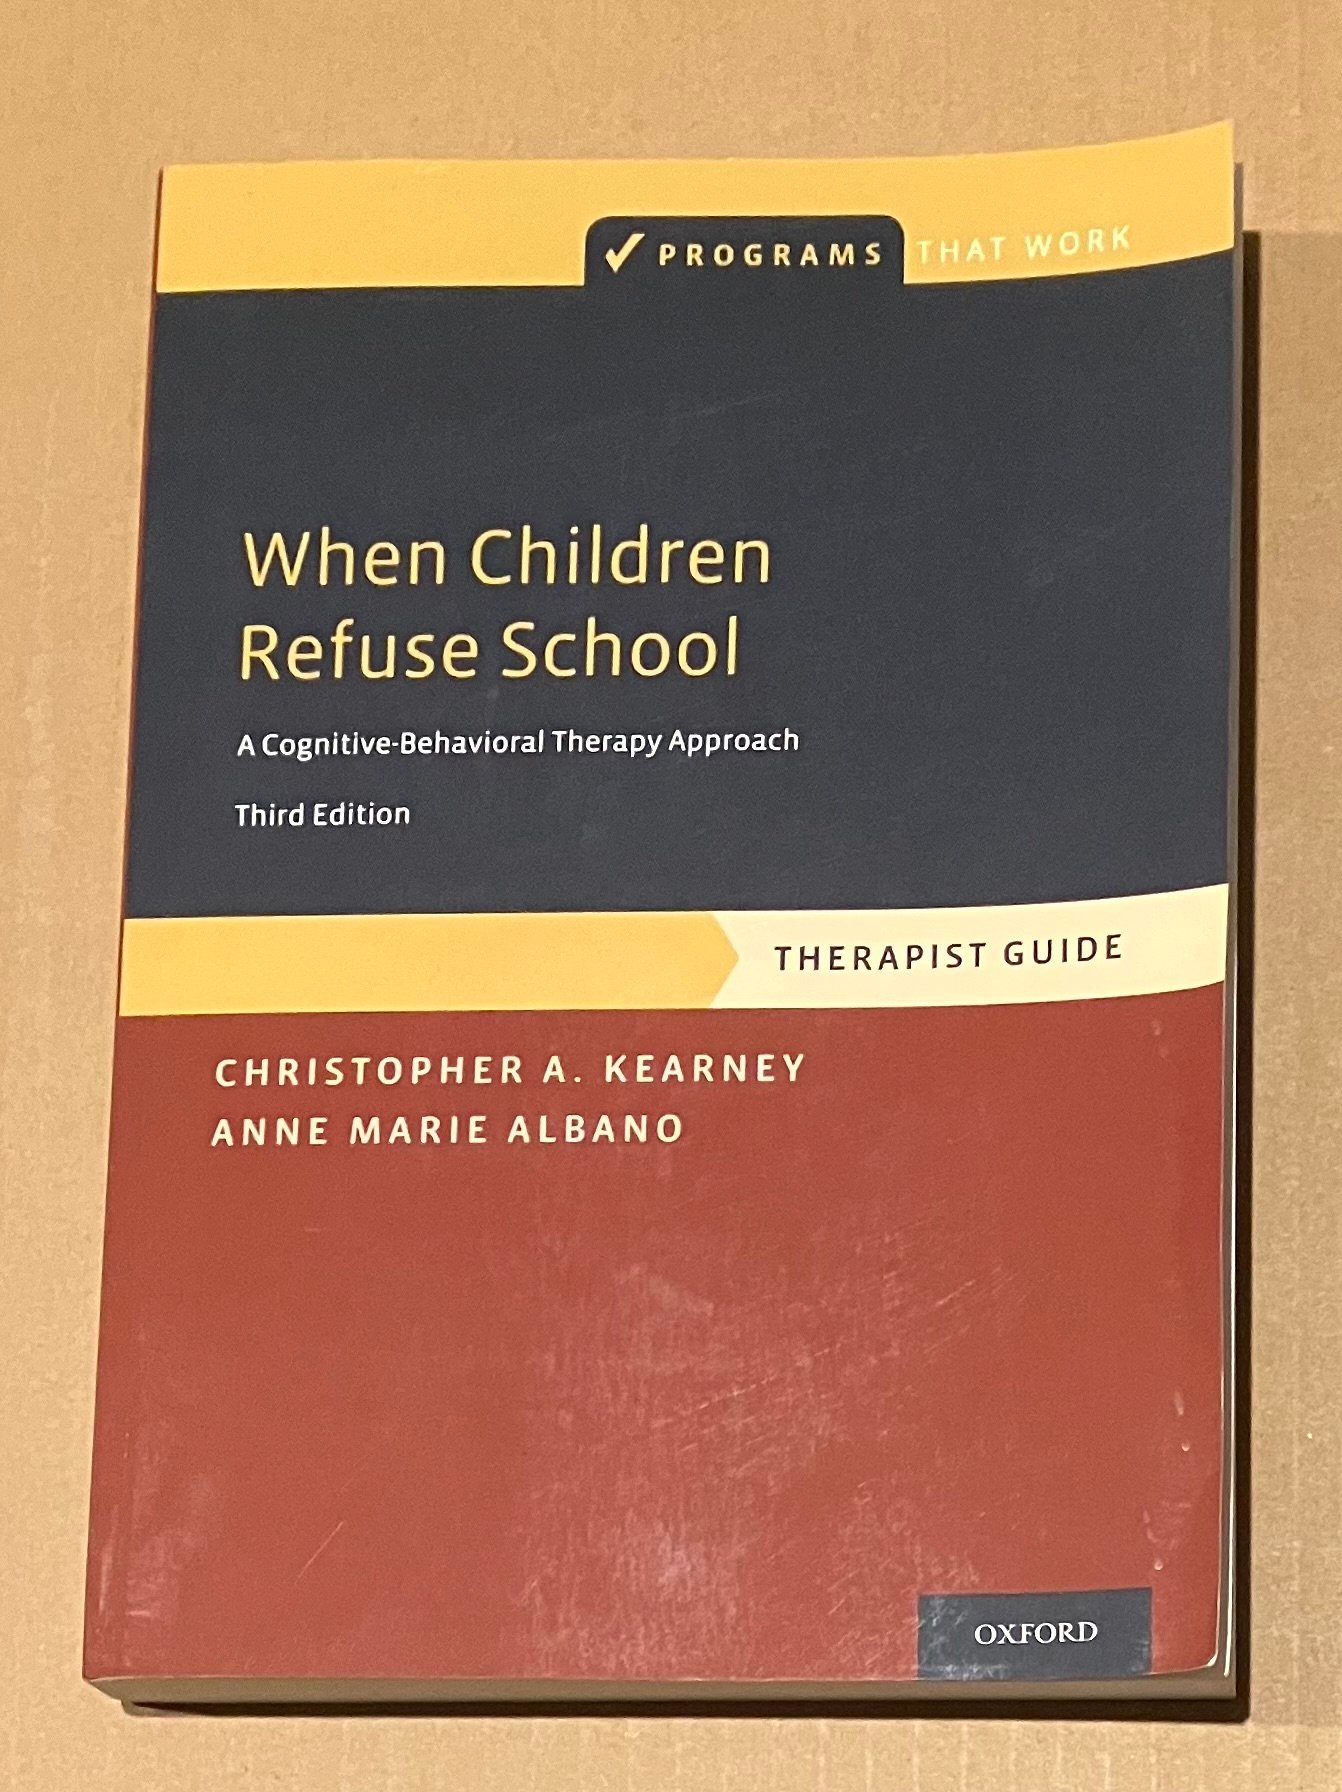 PROGRAMS THAT WORK
When Children
Refuse School
A Cognitive-Behavioral Therapy Approach
Third Edition
THERAPIST GUIDE
CHRISTOPHER A. KEARNEY
ANNE MARIE ALBANO
OXFORD